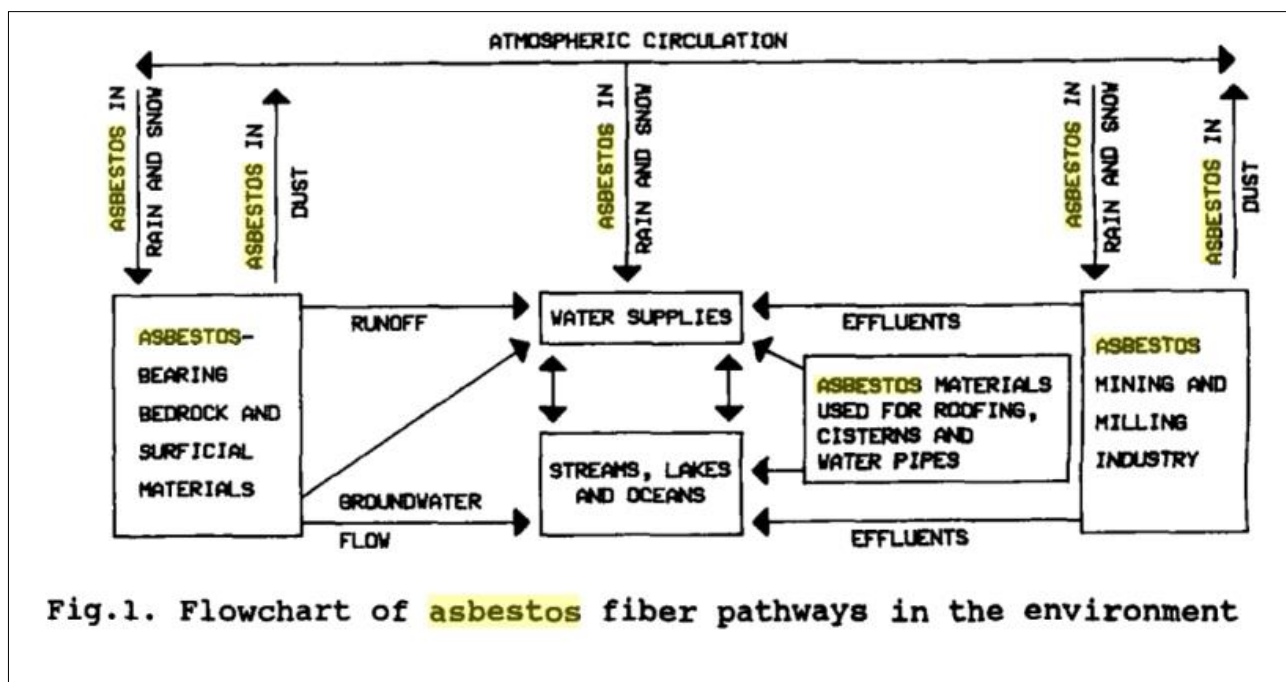 ATMOSPHERIC CIRCULATION
ASBESTOS IN
RAIN AND SNOW
ASBESTOS IN
DUST
ASBESTOS IN
RAIN AND SNOW
ASBESTOS IN
RAIN AND SNOW
ASBESTOS IN
DUST
ASBESTOS-
BEARING
BEDROCK AND
SURFICIAL
MATERIALS
RUNOFF
GROUNDWATER
FLOW
WATER SUPPLIES
STREAMS, LAKES
AND OCEANS
EFFLUENTS
ASBESTOS MATERIALS
USED FOR ROOFING,
CISTERNS AND
WATER PIPES
EFFLUENTS
ASBESTOS
MINING AND
MILLING
INDUSTRY
Fig.1. Flowchart of asbestos fiber pathways in the environment